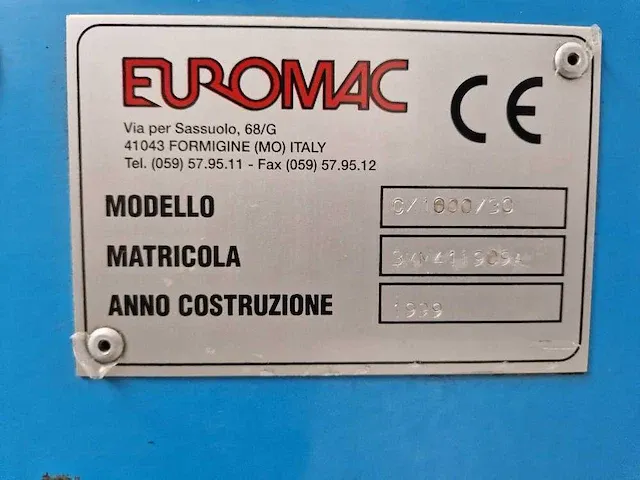 EUROMAC
CE
Via per Sassuolo, 68/G
41043 FORMIGINE (MO) ITALY
Tel. (059) 57.95.11 - Fax (059) 57.95.12
MODELLO
MATRICOLA
ANNO COSTRUZIONE 1999